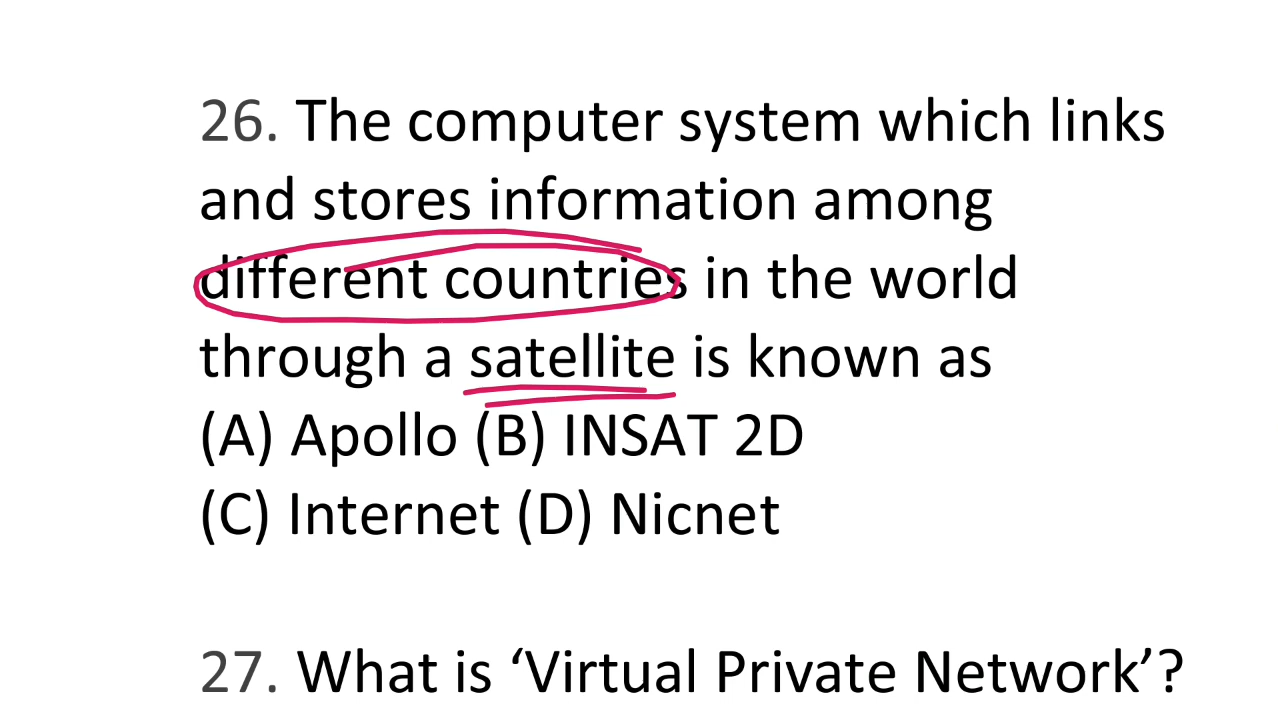 26. The computer system which links
and stores information among
different countries in the world
through a satellite is known as
(A) Apollo (B) INSAT 2D
(C) Internet (D) Nicnet
27. What is ‘Virtual Private Network’?